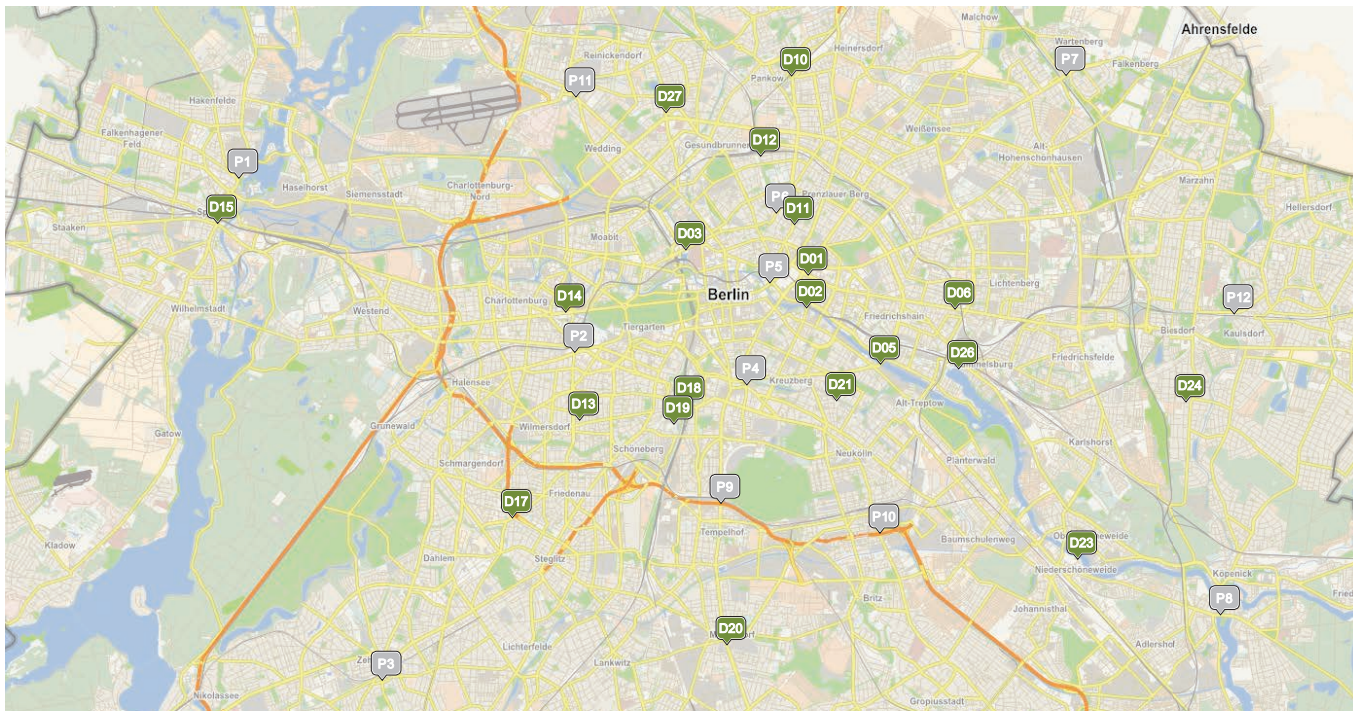 Malchow
Ahrensfelde
Wartenberg
Heinersdorf
Reinickendorf
D10
P7
Falkenberg
Pankow
P11
D27
Hakenfelde
Falkenhagener
Feld
Weißensee
D12
Gesundbrunnen
Wedding
Alt-
Hohenschönhausen
P1
Haselhorst
Siemensstadt
Charlottenburg-
Nord
Marzahn
Prenzlauer Berg
P6
D11
D15
Hellersdorf
Staaken
Moabit
D03
D01
P5
Lichtenberg
D14
Charlottenburg
Berlin
D02
D06
P12
Wilhelmstadt
Westend
Friedrichshain
Tiergarten
Biesdorf
Kaulsdorf
P2
D05
D26
Friedrichsfelde
P4
Kreuzberg
Halensee
D18
D21
D24
D13
D19
Alt-Treptow
Grunewald
Wilmersdorf
Gatow
Karlshorst
Schöneberg
Neukölln
Schmargendorf
Plänterwald
P9
Friedenau
D17
P10
Tempelhof
Baumschulenweg
Kladow
D23
Dahlem
Steglitz
Niederschöneweide
Köpenick
P8
Britz
Johannisthal
D20
Lichterfelde
Adlershof
P3
Lankwitz
Nikolassee
Gropiusstadt